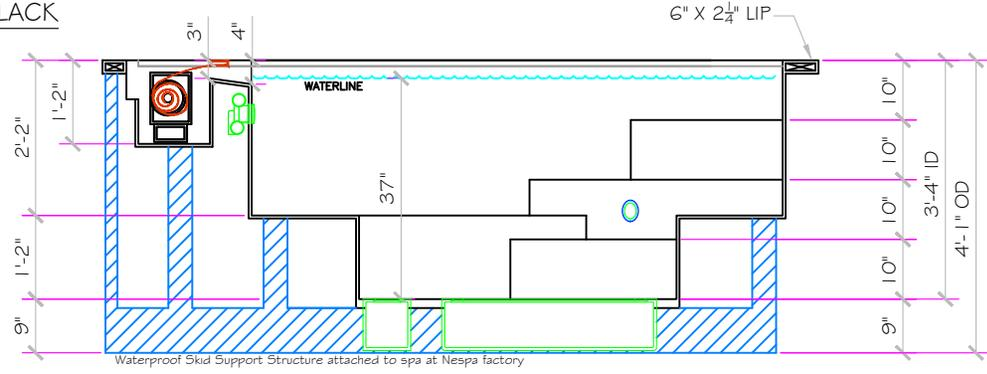 LACK
6" X 2¼" LIP
3"
4"
WATERLINE
1'-2"
2'-2"
37"
1'-2"
9"
10"
10"
10"
10"
9"
3'-4" ID
4'-1" OD
Waterproof Skid Support Structure attached to spa at Nespa factory